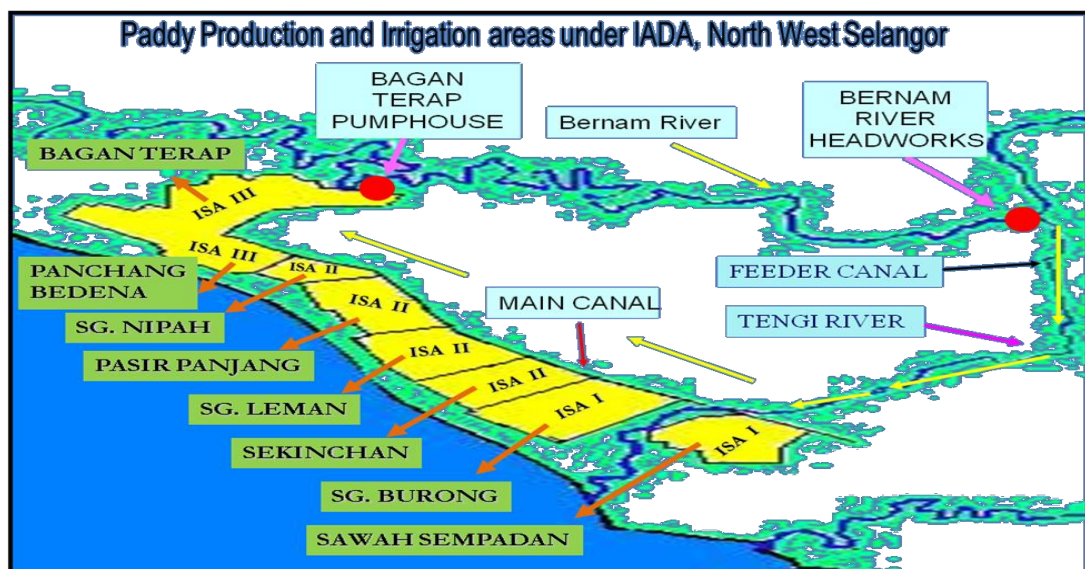 Paddy Production and Irrigation areas under IADA, North West Selangor
BAGAN
TERAP
PUMPHOUSE
Bernam River
BERNAM
RIVER
HEADWORKS
BAGAN TERAP
ISA III
ISA III
ISA II
PANCHANG
BEDENA
FEEDER CANAL
MAIN CANAL
ISA II
SG. NIPAH
TENGI RIVER
PASIR PANJANG
ISA II
ISA II
SG. LEMAN
ISA I
ISA I
SEKINCHAN
SG. BURONG
SAWAH SEMPADAN